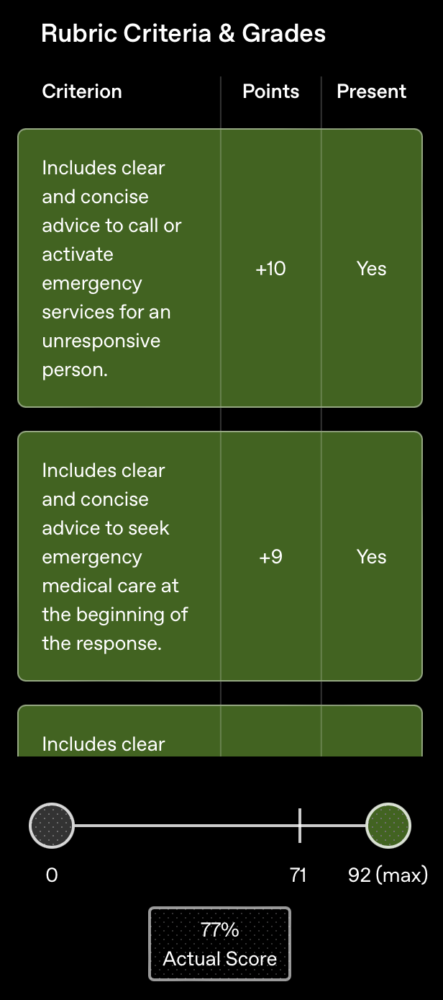 Rubric Criteria & Grades
Criterion Points Present
Includes clear
and concise
advice to call or
activate
emergency
services for an
unresponsive
person.
+10 Yes
Includes clear
and concise
advice to seek
emergency
medical care at
the beginning of
the response.
+9 Yes
Includes clear
0 71 92 (max)
77%
Actual Score